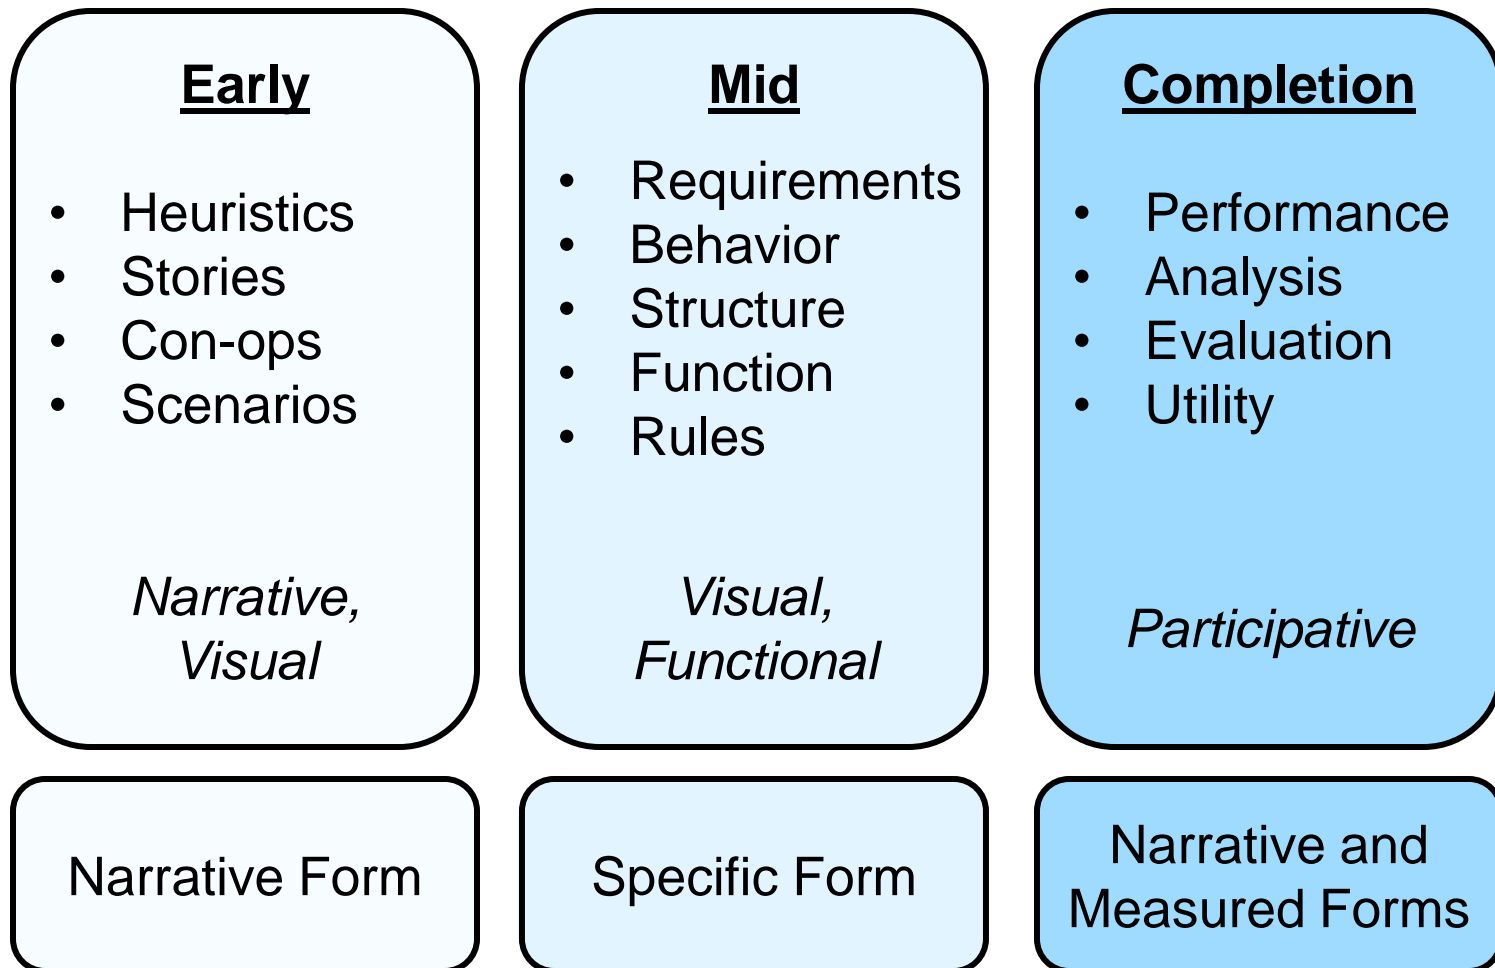 Early
• Heuristics
• Stories
• Con-ops
• Scenarios
Narrative,
Visual
Narrative Form
Mid
• Requirements
• Behavior
• Structure
• Function
• Rules
Visual,
Functional
Specific Form
Completion
• Performance
• Analysis
• Evaluation
• Utility
Participative
Narrative and
Measured Forms